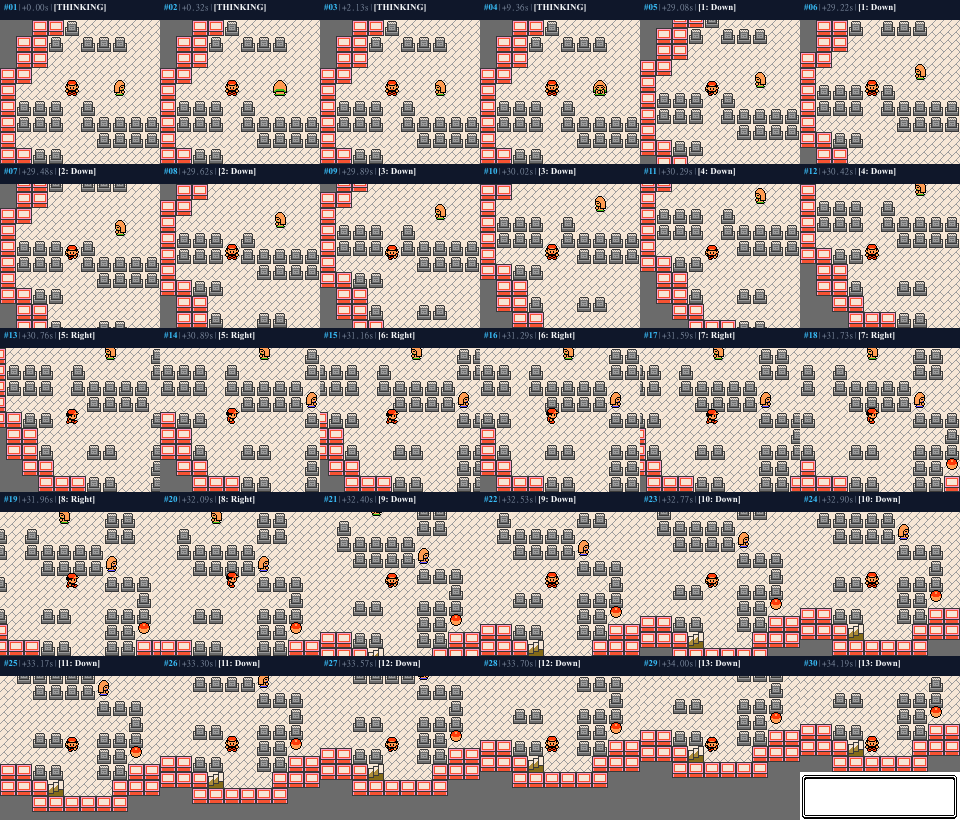 #01|+0.00s|[THINKING] #02|+0.32s|[THINKING] #03|+2.13s|[THINKING] #04|+9.36s|[THINKING] #05|+29.08s|[1: Down] #06|+29.22s|[1: Down]
#07|+29.48s|[2: Down] #08|+29.62s|[2: Down] #09|+29.89s|[3: Down] #10|+30.02s|[3: Down] #11|+30.29s|[4: Down] #12|+30.42s|[4: Down]
#13|+30.76s|[5: Right] #14|+30.89s|[5: Right] #15|+31.16s|[6: Right] #16|+31.29s|[6: Right] #17|+31.59s|[7: Right] #18|+31.73s|[7: Right]
#19|+31.96s|[8: Right] #20|+32.09s|[8: Right] #21|+32.40s|[9: Down] #22|+32.53s|[9: Down] #23|+32.77s|[10: Down] #24|+32.90s|[10: Down]
#25|+33.17s|[11: Down] #26|+33.30s|[11: Down] #27|+33.57s|[12: Down] #28|+33.70s|[12: Down] #29|+34.00s|[13: Down] #30|+34.19s|[13: Down]